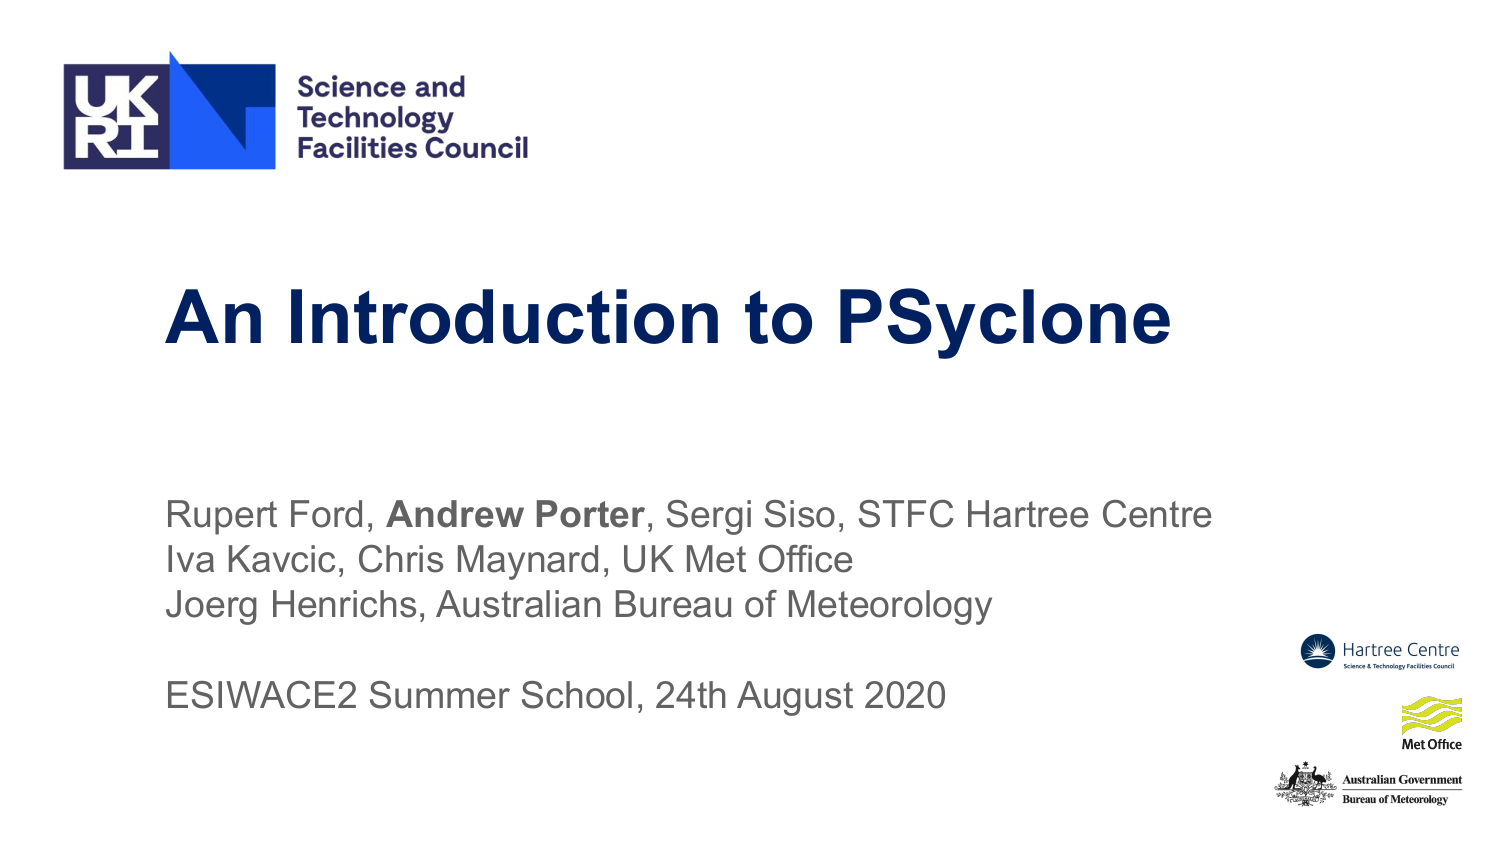 UK
RI
Science and
Technology
Facilities Council
An Introduction to PSyclone
Rupert Ford, Andrew Porter, Sergi Siso, STFC Hartree Centre
Iva Kavcic, Chris Maynard, UK Met Office
Joerg Henrichs, Australian Bureau of Meteorology
ESIWACE2 Summer School, 24th August 2020
Hartree Centre
Science & Technology Facilities Council
Met Office
Australian Government
Bureau of Meteorology